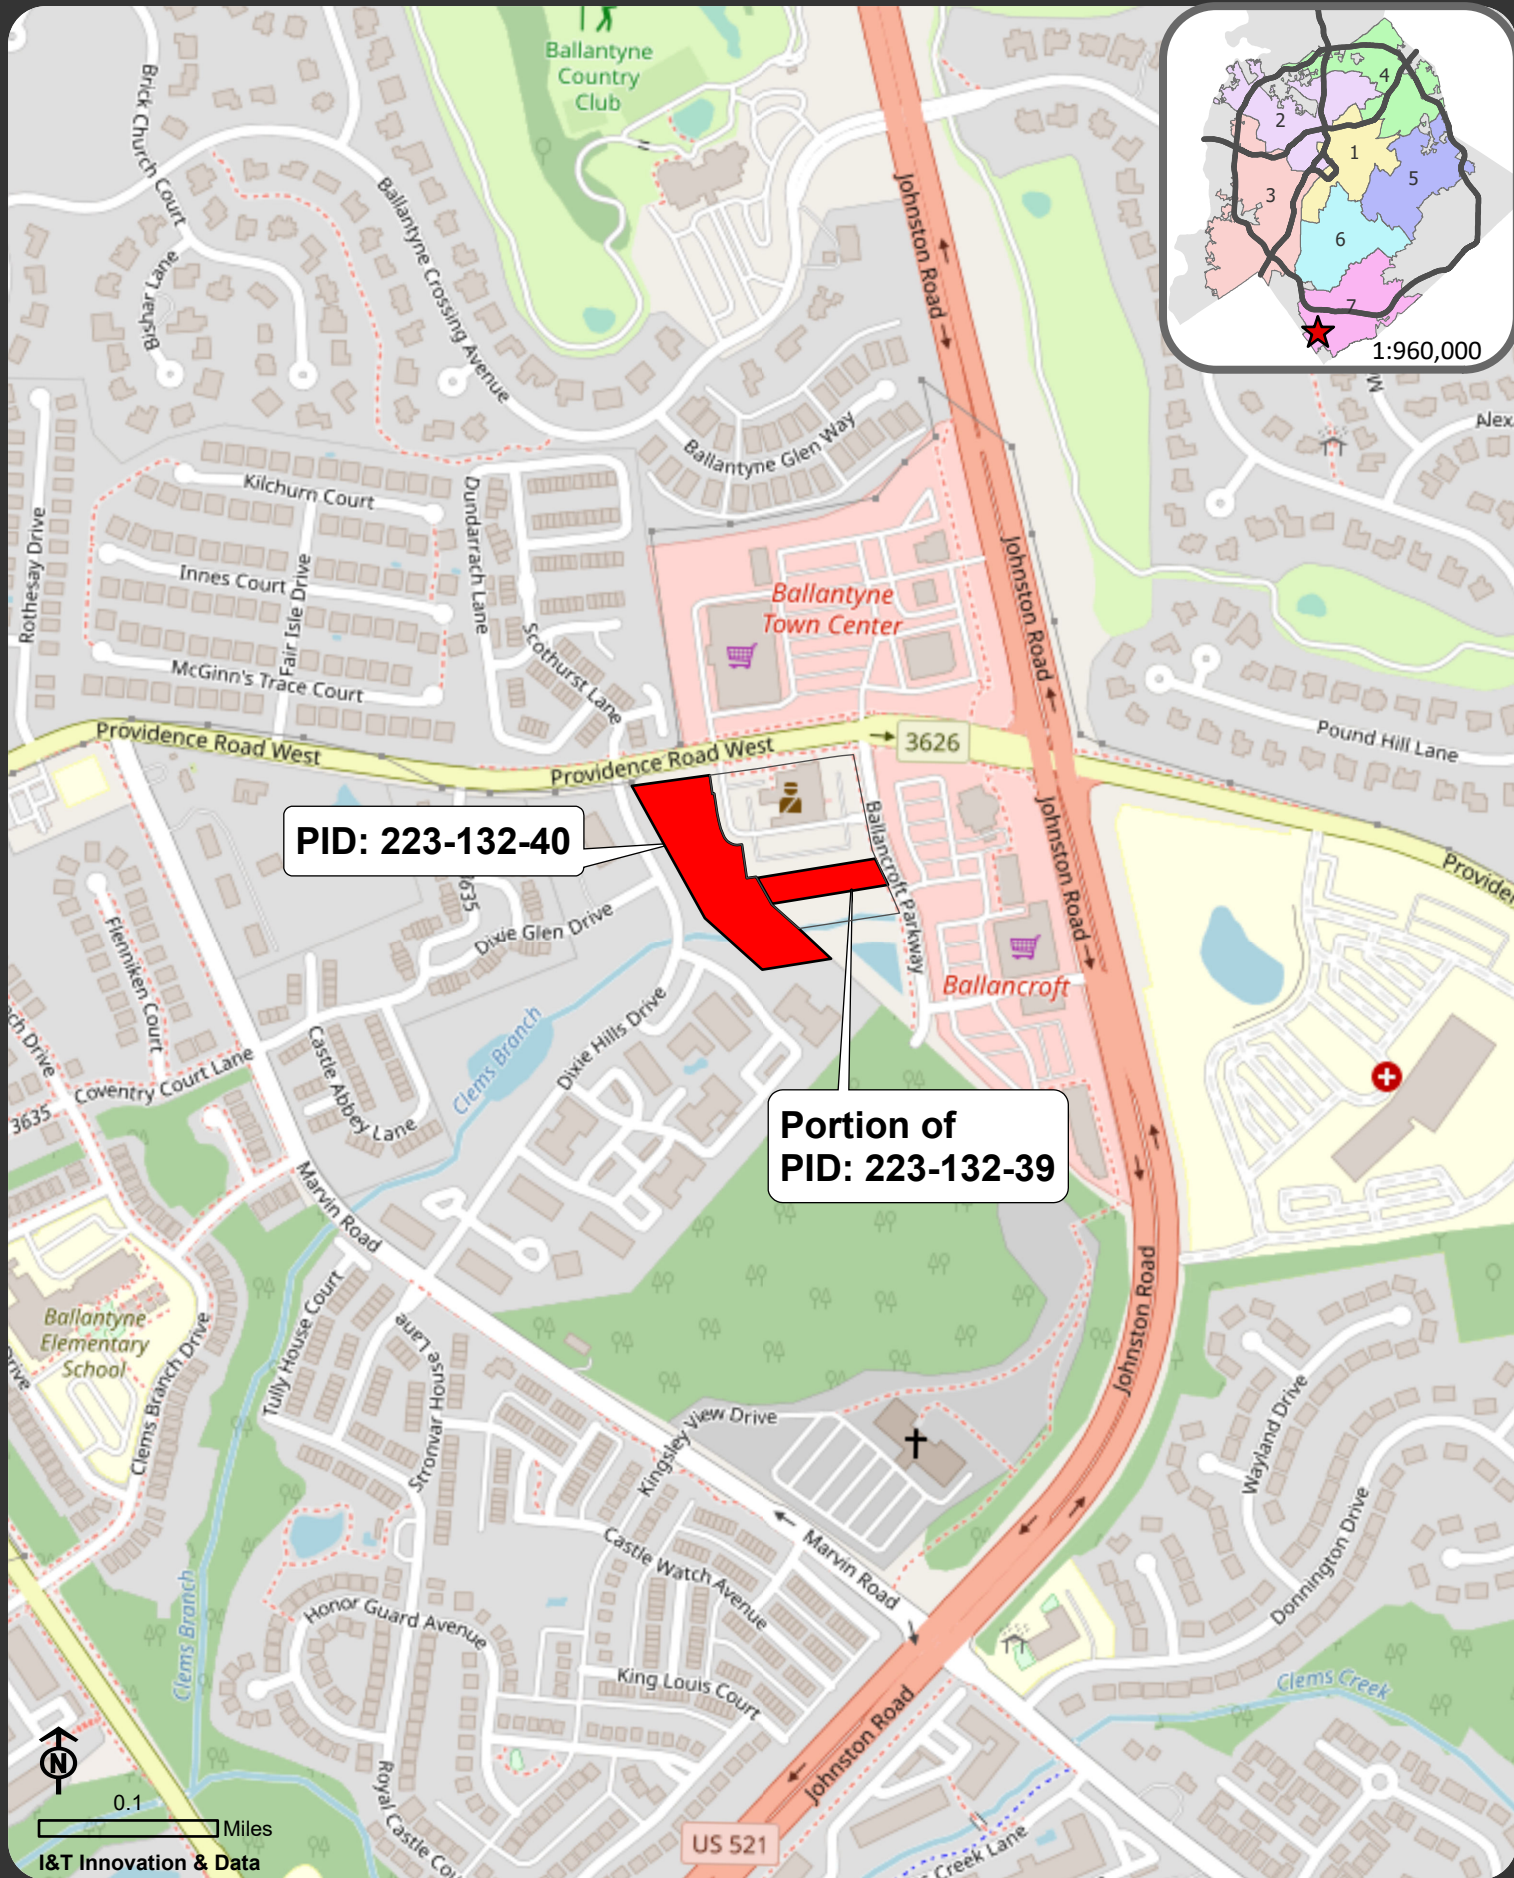 Ballantyne
Country
Club
Brick Church Court
Bishar Lane
Ballantyne Crossing Avenue
Johnston Road
4
2
1
5
3
6
7
1:960,000
Alex
Ballantyne Glen Way
Kilchurn Court
Dundarrach Lane
Rothesay Drive
Innes Court
Fair Isle Drive
Scothurst Lane
McGinn's Trace Court
Ballantyne
Town Center
Johnston Road
Pound Hill Lane
Providence Road West
Providence Road West
3626
PID: 223-132-40
Ballancroft Parkway
Johnston Road
Provider
3635
Dixie Glen Drive
Flenniken Court
Ballancroft
Clems Branch
Dixie Hills Drive
Castle Abbey Lane
Coventry Court Lane
3635
ch Drive
Portion of
PID: 223-132-39
Marvin Road
Ballantyne
Elementary
School
Drive
Clems Branch Drive
Tully House Court
Stronvar House Lane
Johnston Road
Kingsley View Drive
Wayland Drive
Donnington Drive
Castle Watch Avenue
Marvin Road
Clems Branch
Honor Guard Avenue
King Louis Court
Clems Creek
Johnston Road
Royal Castle Cou
US 521
Creek Lane
N
0.1
Miles
I&T Innovation & Data